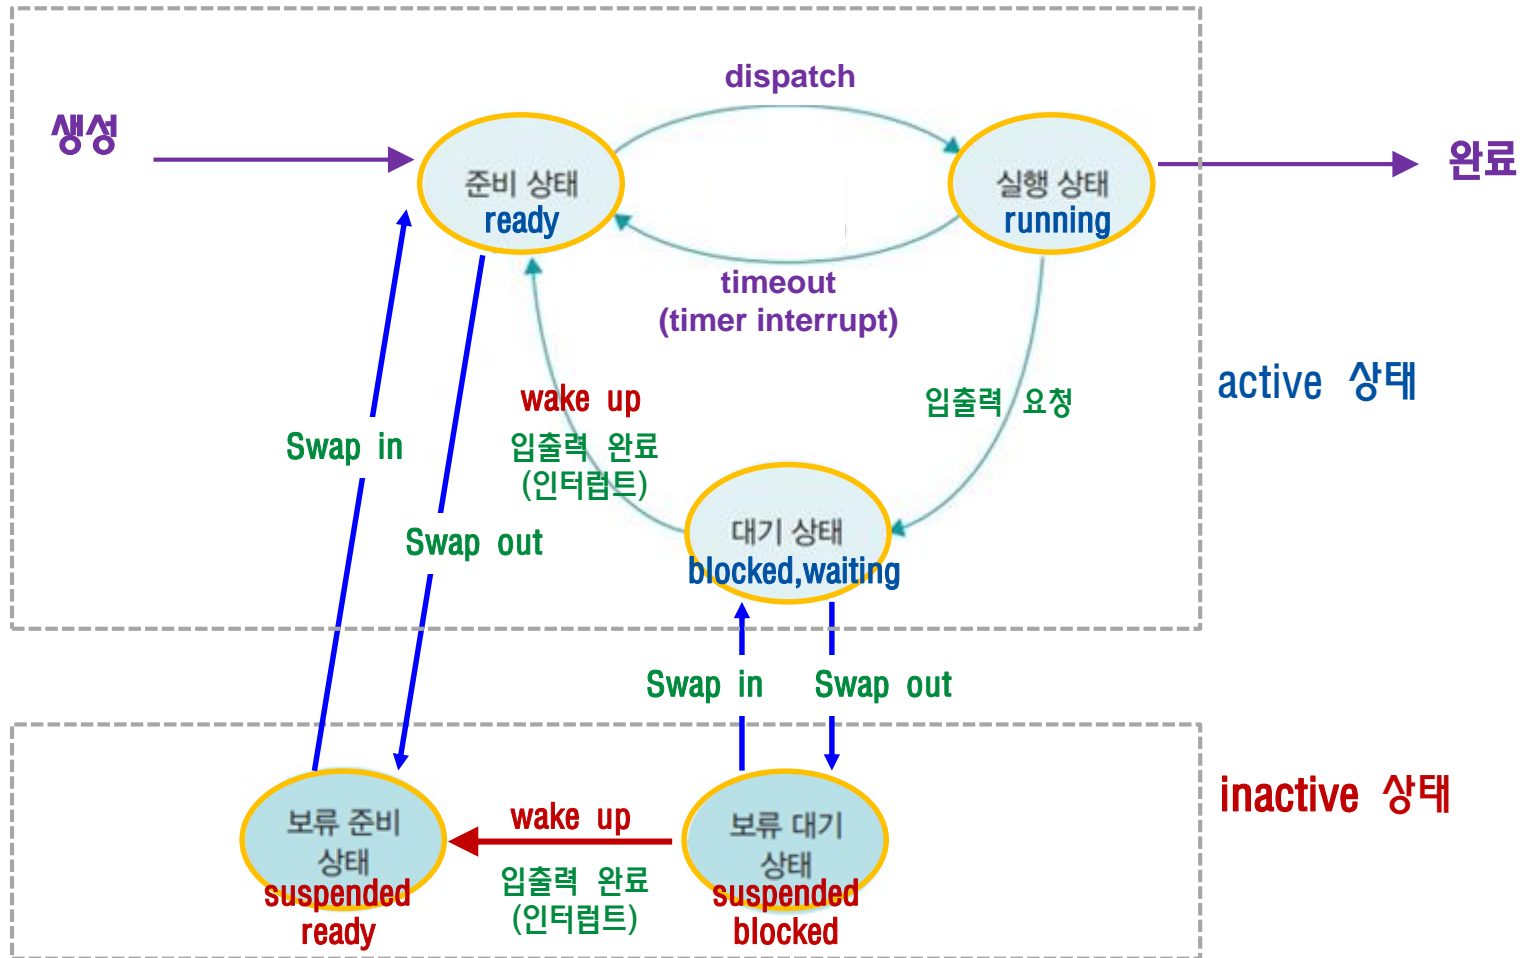 dispatch
생성
완료
준비 상태
ready
실행 상태
running
timeout
(timer interrupt)
active 상태
wake up
입출력 요청
Swap in
입출력 완료
(인터럽트)
Swap out
대기 상태
blocked,waiting
Swap in
Swap out
inactive 상태
보류 준비
상태
suspended
ready
wake up
입출력 완료
(인터럽트)
보류 대기
상태
suspended
blocked